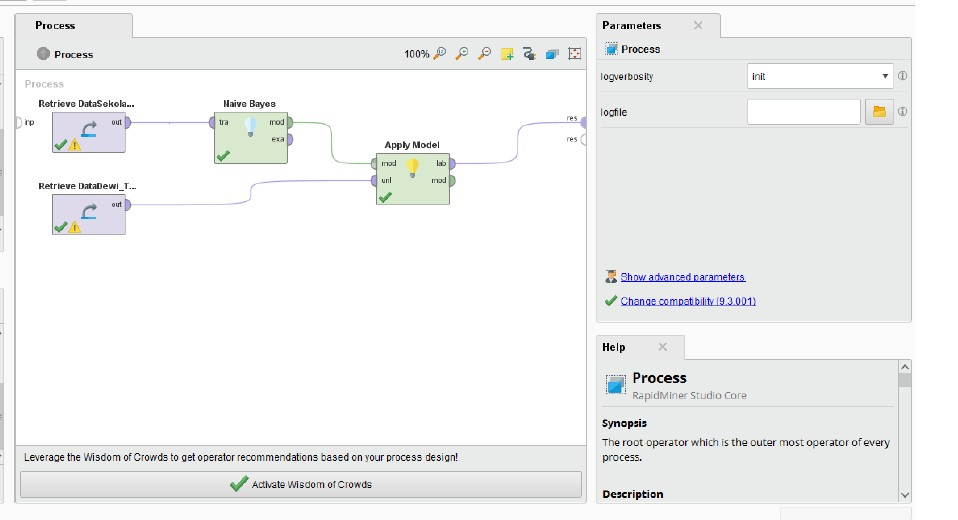 Process
Process
100%
Process
Retrieve DataSekola...
inp
out
Naive Bayes
tra
mod
exa
Apply Model
mod
unl
lab
mod
res
res
Retrieve DataDewi_T...
out
Leverage the Wisdom of Crowds to get operator recommendations based on your process design!
Activate Wisdom of Crowds
Parameters
Process
logverbosity
init
logfile
Show advanced parameters
Change compatibility (9.3.001)
Help
Process
RapidMiner Studio Core
Synopsis
The root operator which is the outer most operator of every
process.
Description